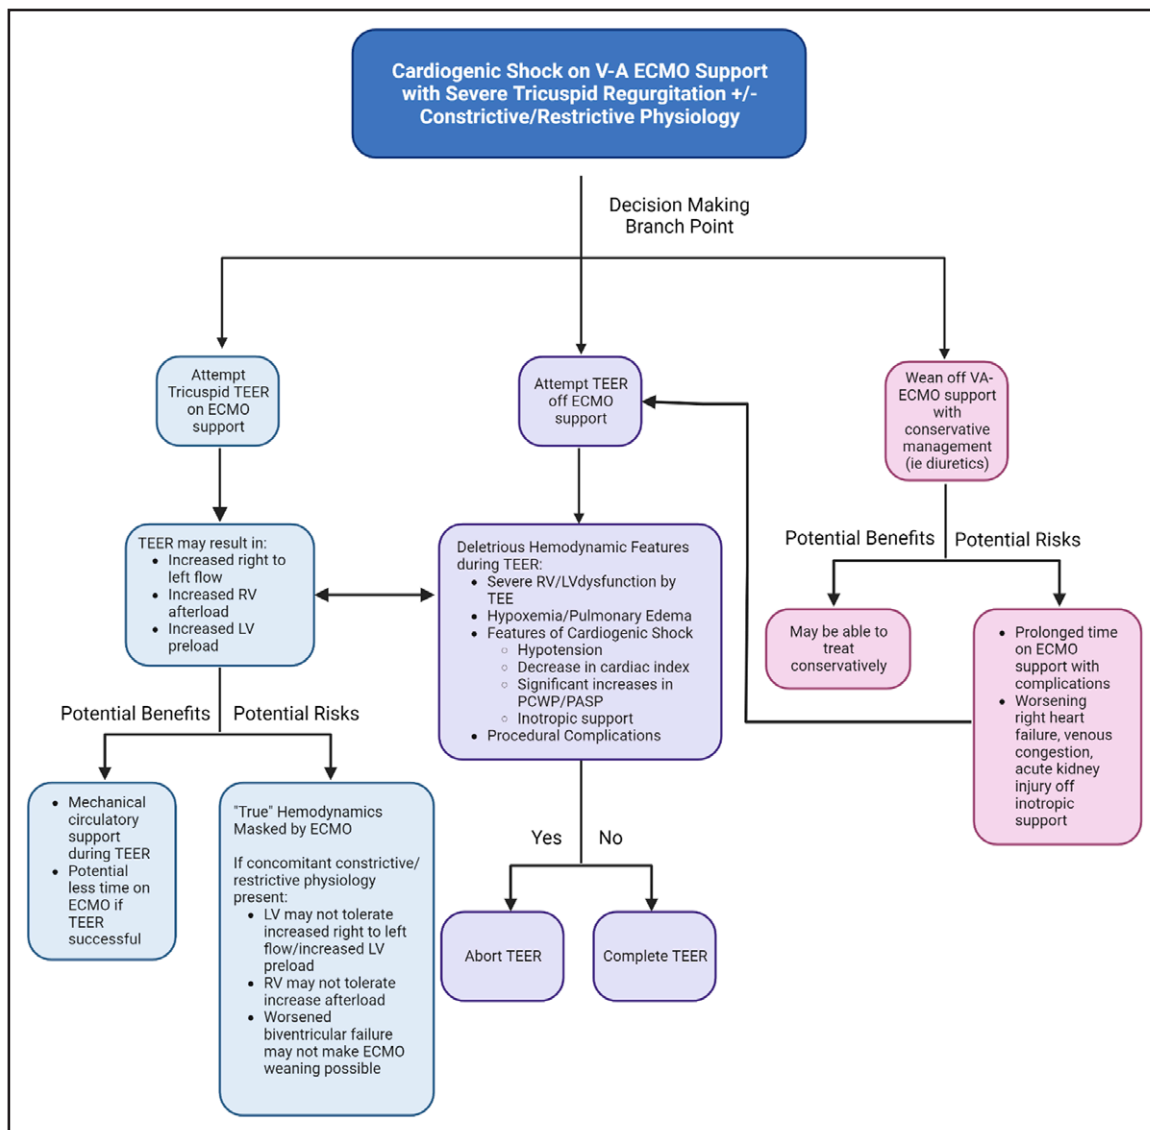 Cardiogenic Shock on V-A ECMO Support
with Severe Tricuspid Regurgitation +/-
Constrictive/Restrictive Physiology
Decision Making
Branch Point
Attempt
Tricuspid TEER
on ECMO
support
Attempt TEER
off ECMO
support
Wean off VA-
ECMO support
with
conservative
management
(ie diuretics)
TEER may result in:
• Increased right to
left flow
• Increased RV
afterload
• Increased LV
preload
Deletrious Hemodynamic Features
during TEER:
• Severe RV/LVdysfunction by
TEE
• Hypoxemia/Pulmonary Edema
• Features of Cardiogenic Shock
○ Hypotension
○ Decrease in cardiac index
○ Significant increases in
PCWP/PASP
○ Inotropic support
• Procedural Complications
Potential Benefits
Potential Risks
May be able to
treat
conservatively
• Prolonged time
on ECMO
support with
complications
• Worsening
right heart
failure, venous
congestion,
acute kidney
injury off
inotropic
support
Potential Benefits
Potential Risks
• Mechanical
circulatory
support
during TEER
• Potential
less time on
ECMO if
TEER
successful
"True" Hemodynamics
Masked by ECMO
If concomitant constrictive/
restrictive physiology
present:
• LV may not tolerate
increased right to left
flow/increased LV
preload
• RV may not tolerate
increase afterload
• Worsened
biventricular failure
may not make ECMO
weaning possible
Yes
No
Abort TEER
Complete TEER